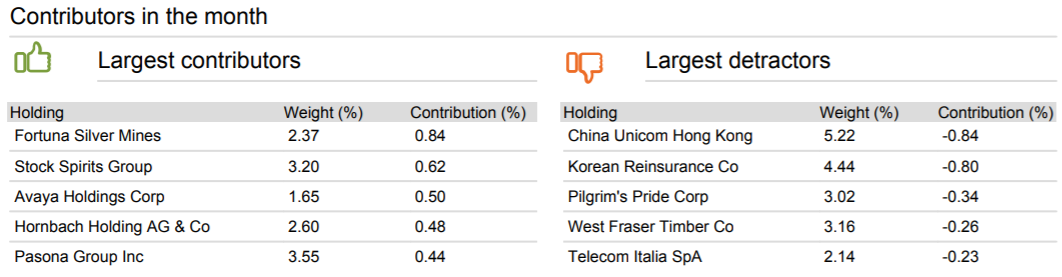 Contributors in the month
Largest contributors
Holding Weight (%) Contribution (%)
Fortuna Silver Mines 2.37 0.84
Stock Spirits Group 3.20 0.62
Avaya Holdings Corp 1.65 0.50
Hornbach Holding AG & Co 2.60 0.48
Pasona Group Inc 3.55 0.44
Largest detractors
Holding Weight (%) Contribution (%)
China Unicom Hong Kong 5.22 -0.84
Korean Reinsurance Co 4.44 -0.80
Pilgrim's Pride Corp 3.02 -0.34
West Fraser Timber Co 3.16 -0.26
Telecom Italia SpA 2.14 -0.23